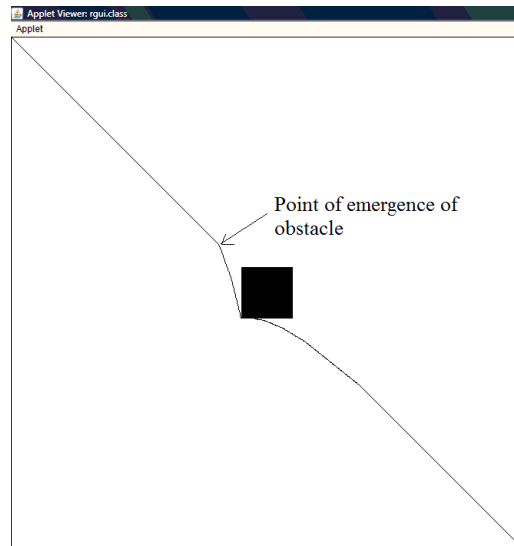 Applet Viewer: rgui.class
Applet
Point of emergence of
obstacle